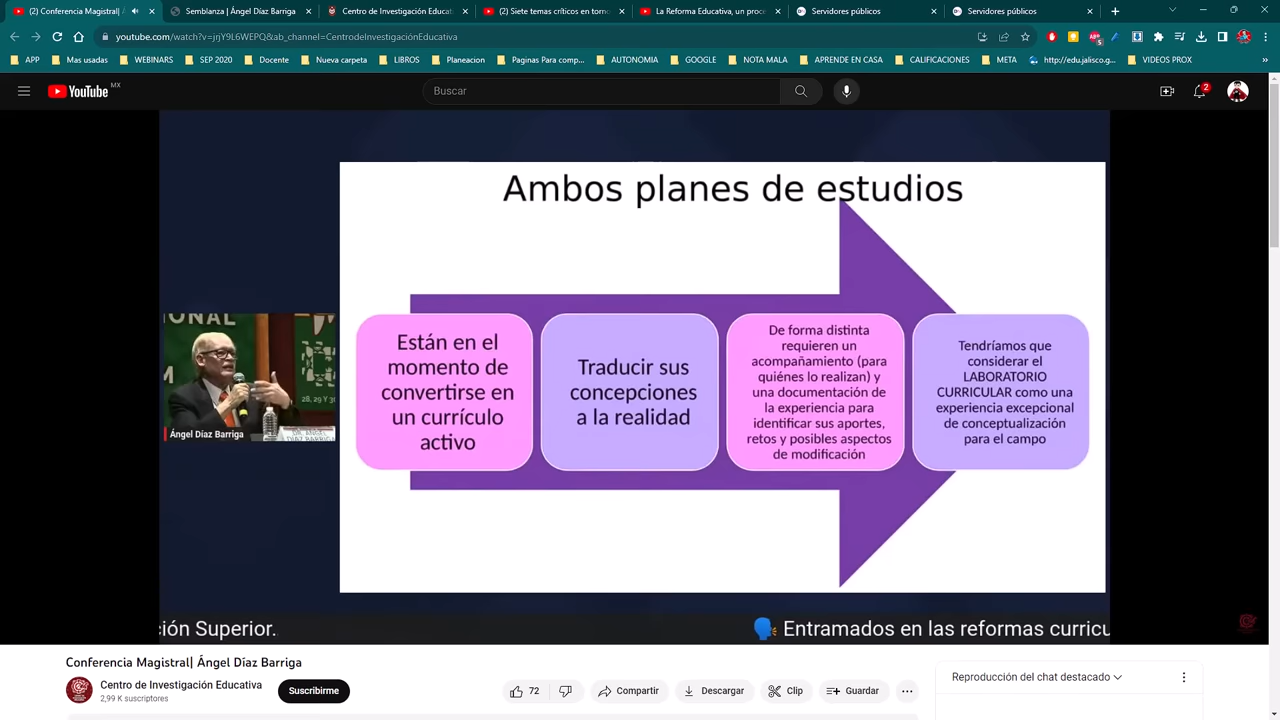 (2) Conferencia Magistral|
Semblanza | Ángel Díaz Barriga
Centro de Investigación Educati
(2) Siete temas críticos en torno
La Reforma Educativa, un proce
Servidores públicos
Servidores públicos
youtube.com/watch?v=jrjY9L6WEPQ&ab_channel=CentrodeInvestigaciónEducativa
APP
Mas usadas
WEBINARS
SEP 2020
Docente
Nueva carpeta
LIBROS
Planeacion
Paginas Para comp...
AUTONOMIA
GOOGLE
NOTA MALA
APRENDE EN CASA
CALIFICACIONES
META
http://edu.jalisco.g...
VIDEOS PROX
»
YouTube MX
Buscar
2
Ambos planes de estudios
Están en el
momento de
convertirse en
un currículo
activo
Traducir sus
concepciones
a la realidad
De forma distinta
requieren un
acompañamiento (para
quiénes lo realizan) y
una documentación de
la experiencia para
identificar sus aportes,
retos y posibles aspectos
de modificación
Tendríamos que
considerar el
LABORATORIO
CURRICULAR como una
experiencia excepcional
de conceptualización
para el campo
IONAL
28, 29 Y 30
Ángel Díaz Barriga
ción Superior.
Entramados en las reformas curricu
Conferencia Magistral| Ángel Díaz Barriga
Centro de Investigación Educativa
2,99 K suscriptores
Suscribirme
72
Compartir
Descargar
Clip
Guardar
Reproducción del chat destacado